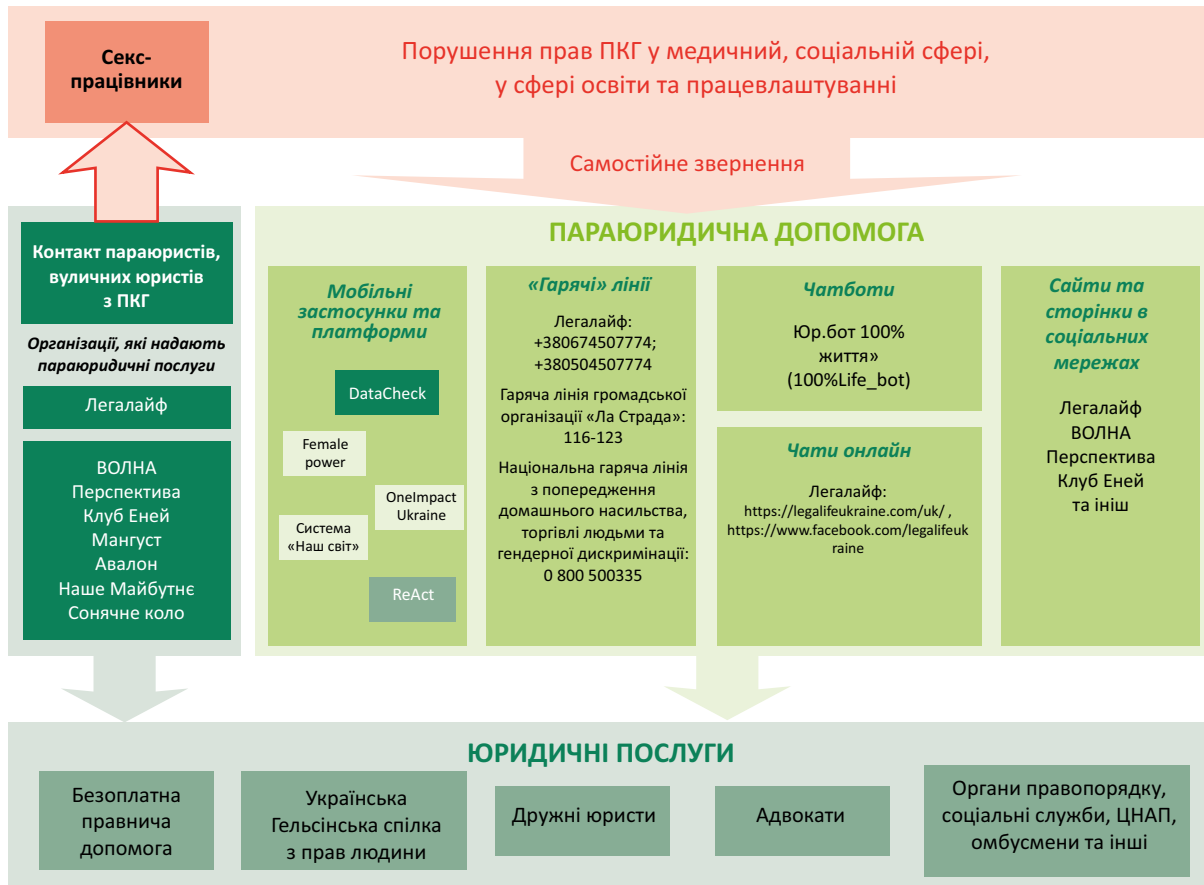 Секс-
працівники
Порушення прав ПКГ у медичний, соціальній сфері,
у сфері освіти та працевлаштуванні
Самостійне звернення
Контакт параюристів,
вуличних юристів
з ПКГ
Організації, які надають
параюридичні послуги
Легалайф
ВОЛНА
Перспектива
Клуб Еней
Мангуст
Авалон
Наше Майбутнє
Сонячне коло
ПАРАЮРИДИЧНА ДОПОМОГА
Мобільні
застосунки та
платформи
DataCheck
Female
power
OneImpact
Ukraine
Система
«Наш світ»
ReAct
«Гарячі» лінії
Легалайф:
+380674507774;
+380504507774
Гаряча лінія громадської
організації «Ла Страда»:
116-123
Національна гаряча лінія
з попередження
домашнього насильства,
торгівлі людьми та
гендерної дискримінації:
0 800 500335
Чатботи
Юр.бот 100%
життя»
(100%Life_bot)
Чати онлайн
Легалайф:
https://legalifeukraine.com/uk/ ,
https://www.facebook.com/legalifeuk
raine
Сайти та
сторінки в
соціальних
мережах
Легалайф
ВОЛНА
Перспектива
Клуб Еней
та ініш
ЮРИДИЧНІ ПОСЛУГИ
Безоплатна
правнича
допомога
Українська
Гельсінська спілка
з прав людини
Дружні юристи
Адвокати
Органи правопорядку,
соціальні служби, ЦНАП,
омбусмени та інші